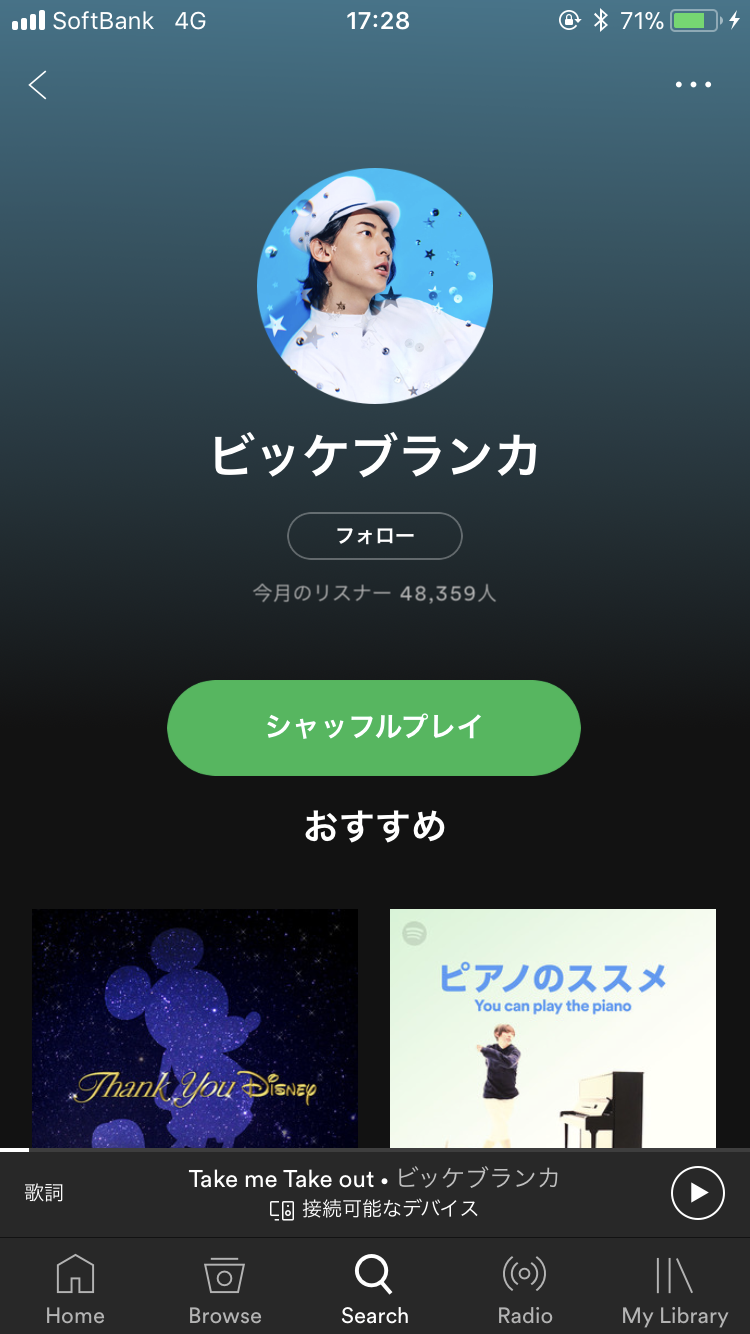 SoftBank 4G 17:28 71%
ビッケブランカ
フォロー
今月のリスナー 48,359人
シャッフルプレイ
おすすめ
Thank You Disney
ピアノのススメ
You can play the piano
歌詞
Take me Take out • ビッケブランカ
接続可能なデバイス
Home Browse Search Radio My Library